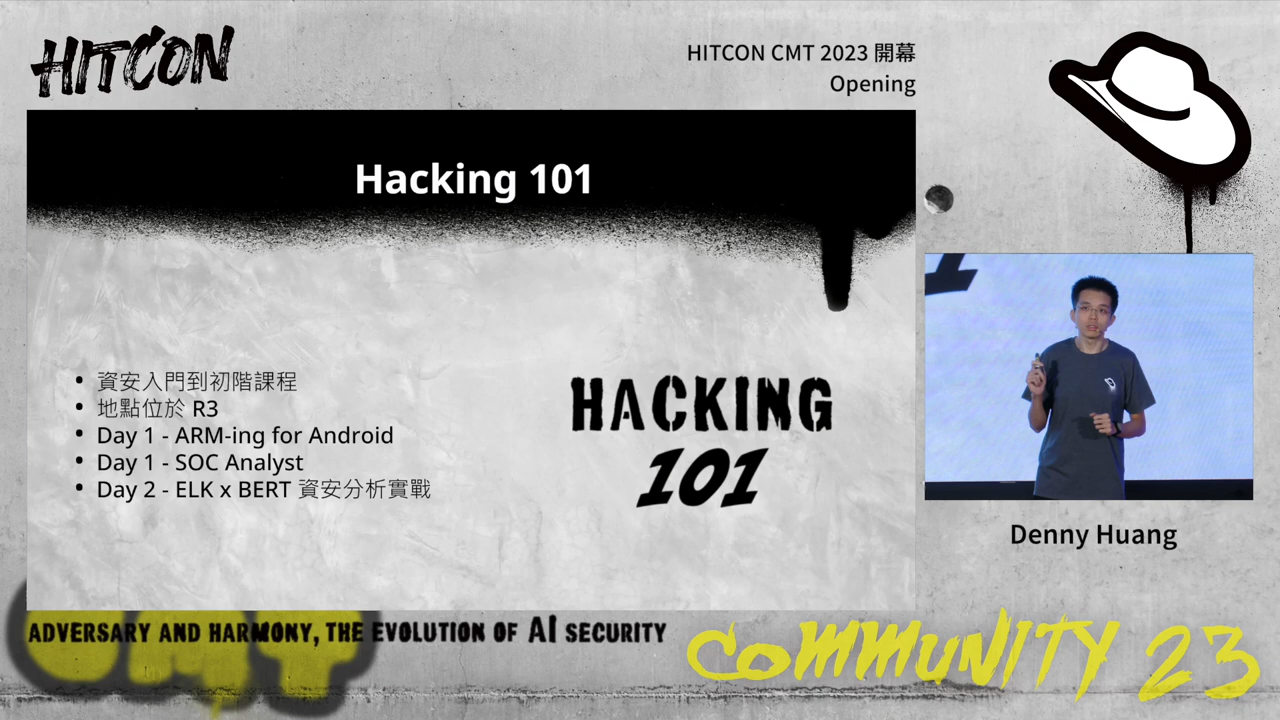 HITCON
HITCON CMT 2023 開幕
Opening
Hacking 101
資安入門到初階課程
地點位於 R3
Day 1 - ARM-ing for Android
Day 1 - SOC Analyst
Day 2 - ELK x BERT 資安分析實戰
HACKING
101
Denny Huang
CMT
ADVERSARY AND HARMONY, THE EVOLUTION OF AI SECURITY
COMMUNITY 23